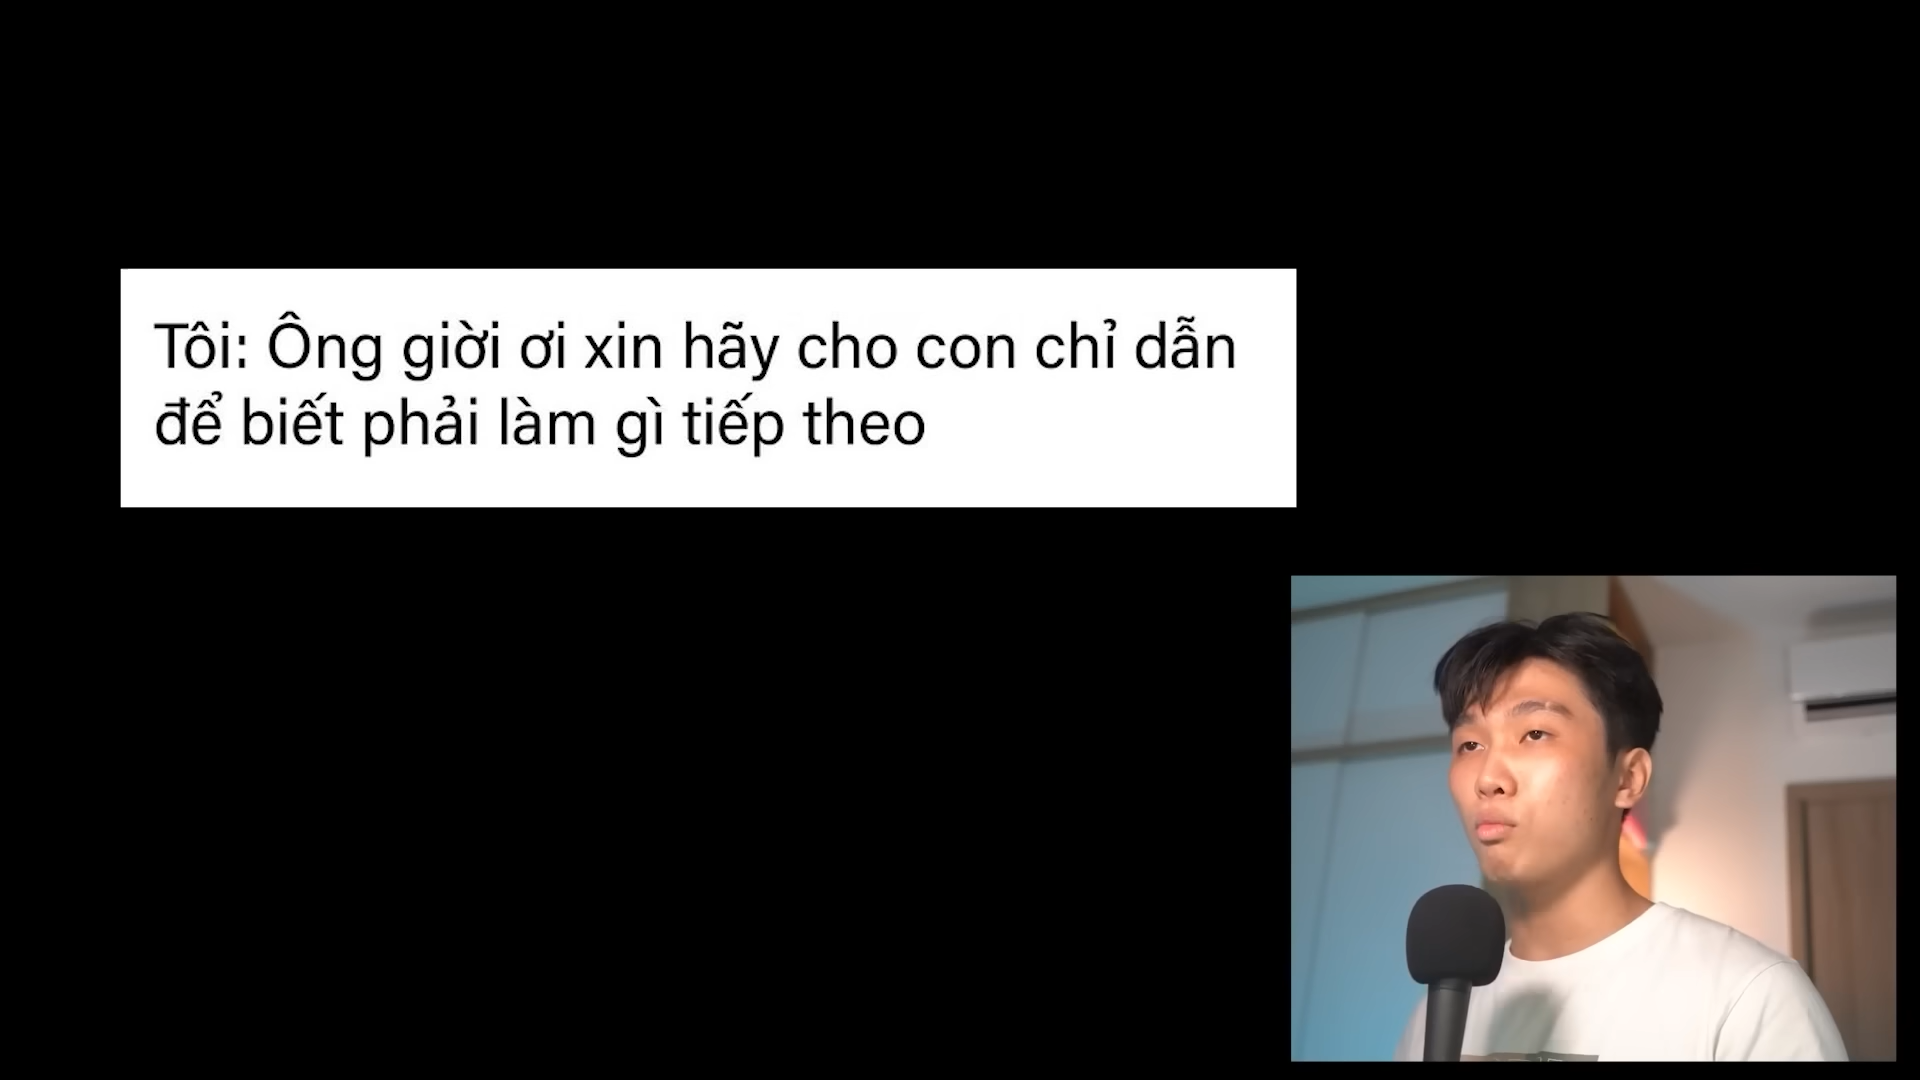 Tôi: Ông giời ơi xin hãy cho con chỉ dẫn
để biết phải làm gì tiếp theo